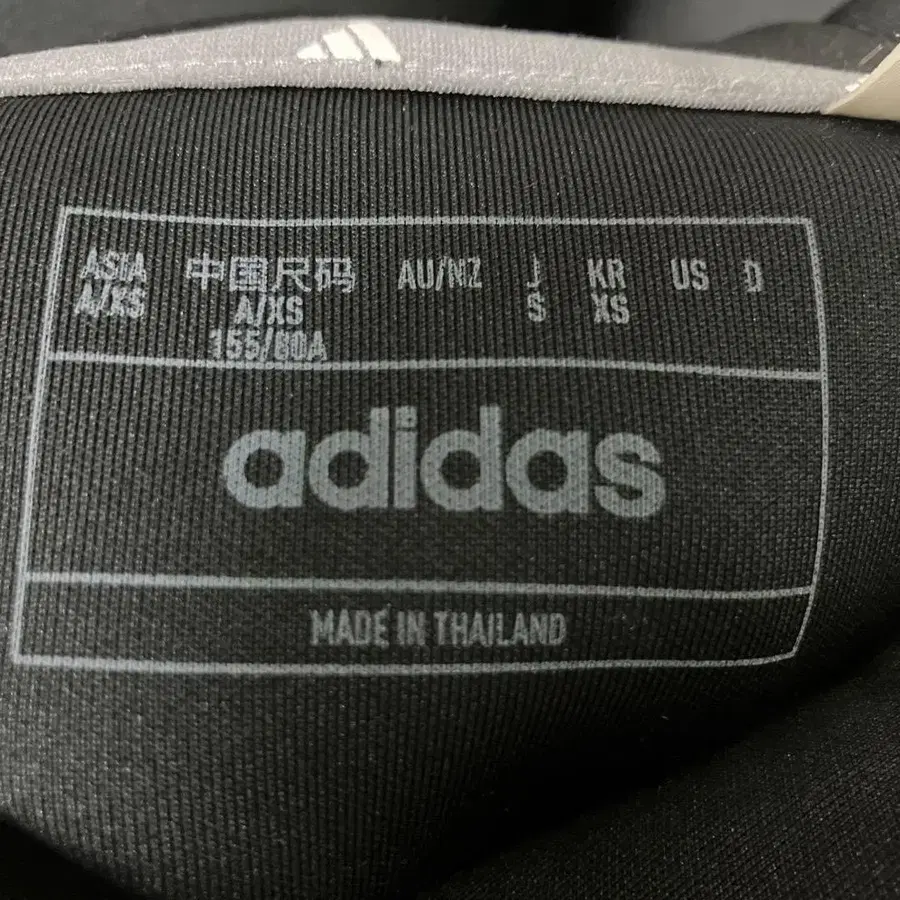 ASIA 中国尺码 AU/NZ J KR US D
A/XS A/XS S XS
155/80A
adidas
MADE IN THAILAND